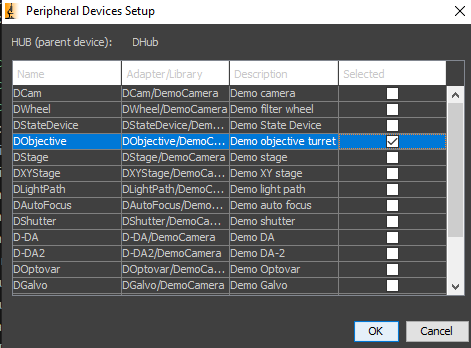 Peripheral Devices Setup
HUB (parent device): DHub
Name Adapter/Library Description Selected
DCam DCam/DemoCamera Demo camera
DWheel DWheel/DemoCamera Demo filter wheel
DStateDevice DStateDevice/Dem... Demo State Device
DObjective DObjective/DemoC... Demo objective turret
DStage DStage/DemoCamera Demo stage
DXYStage DXYStage/DemoCam... Demo XY stage
DLightPath DLightPath/DemoCa... Demo light path
DAutoFocus DAutoFocus/Demo... Demo auto focus
DShutter DShutter/DemoCa... Demo shutter
D-DA D-DA/DemoCamera Demo DA
D-DA2 D-DA2/DemoCamera Demo DA-2
DOptovar DOptovar/DemoCa... Demo Optovar
DGalvo DGalvo/DemoCamera Demo Galvo
OK Cancel